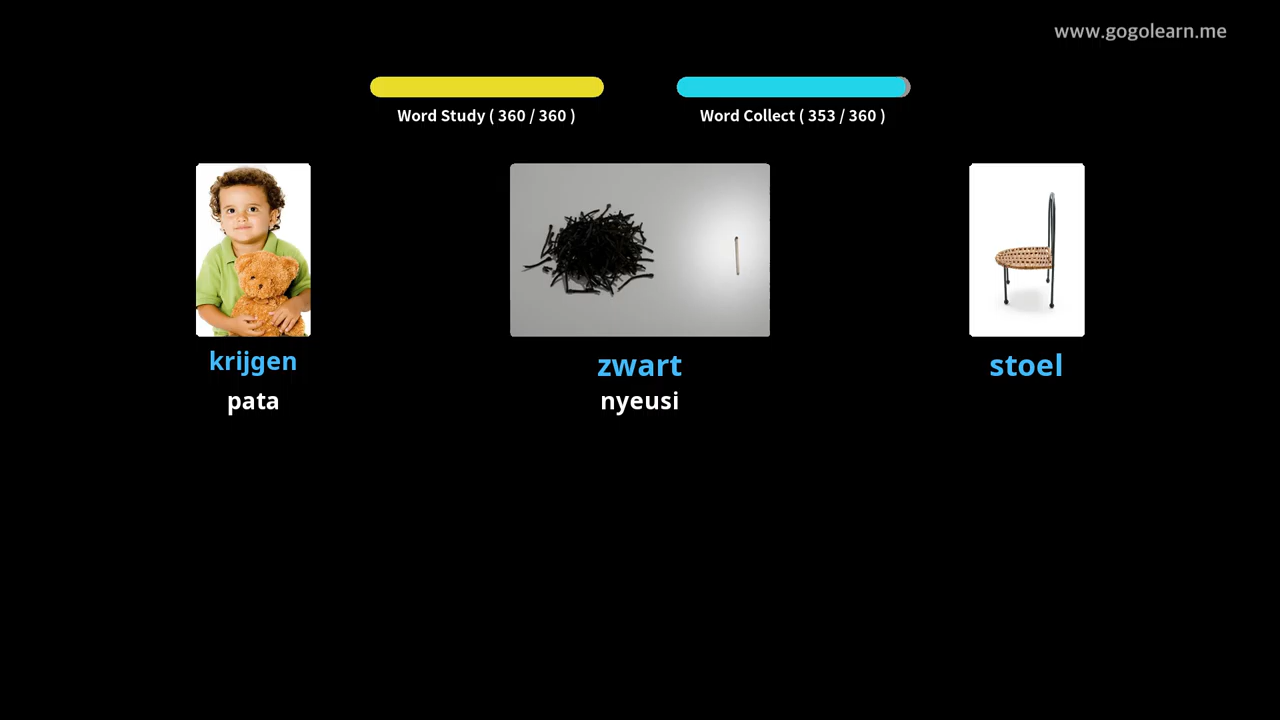 www.gogolearn.me
Word Study ( 360 / 360 )
Word Collect ( 353 / 360 )
krijgen
zwart
stoel
pata
nyeusi